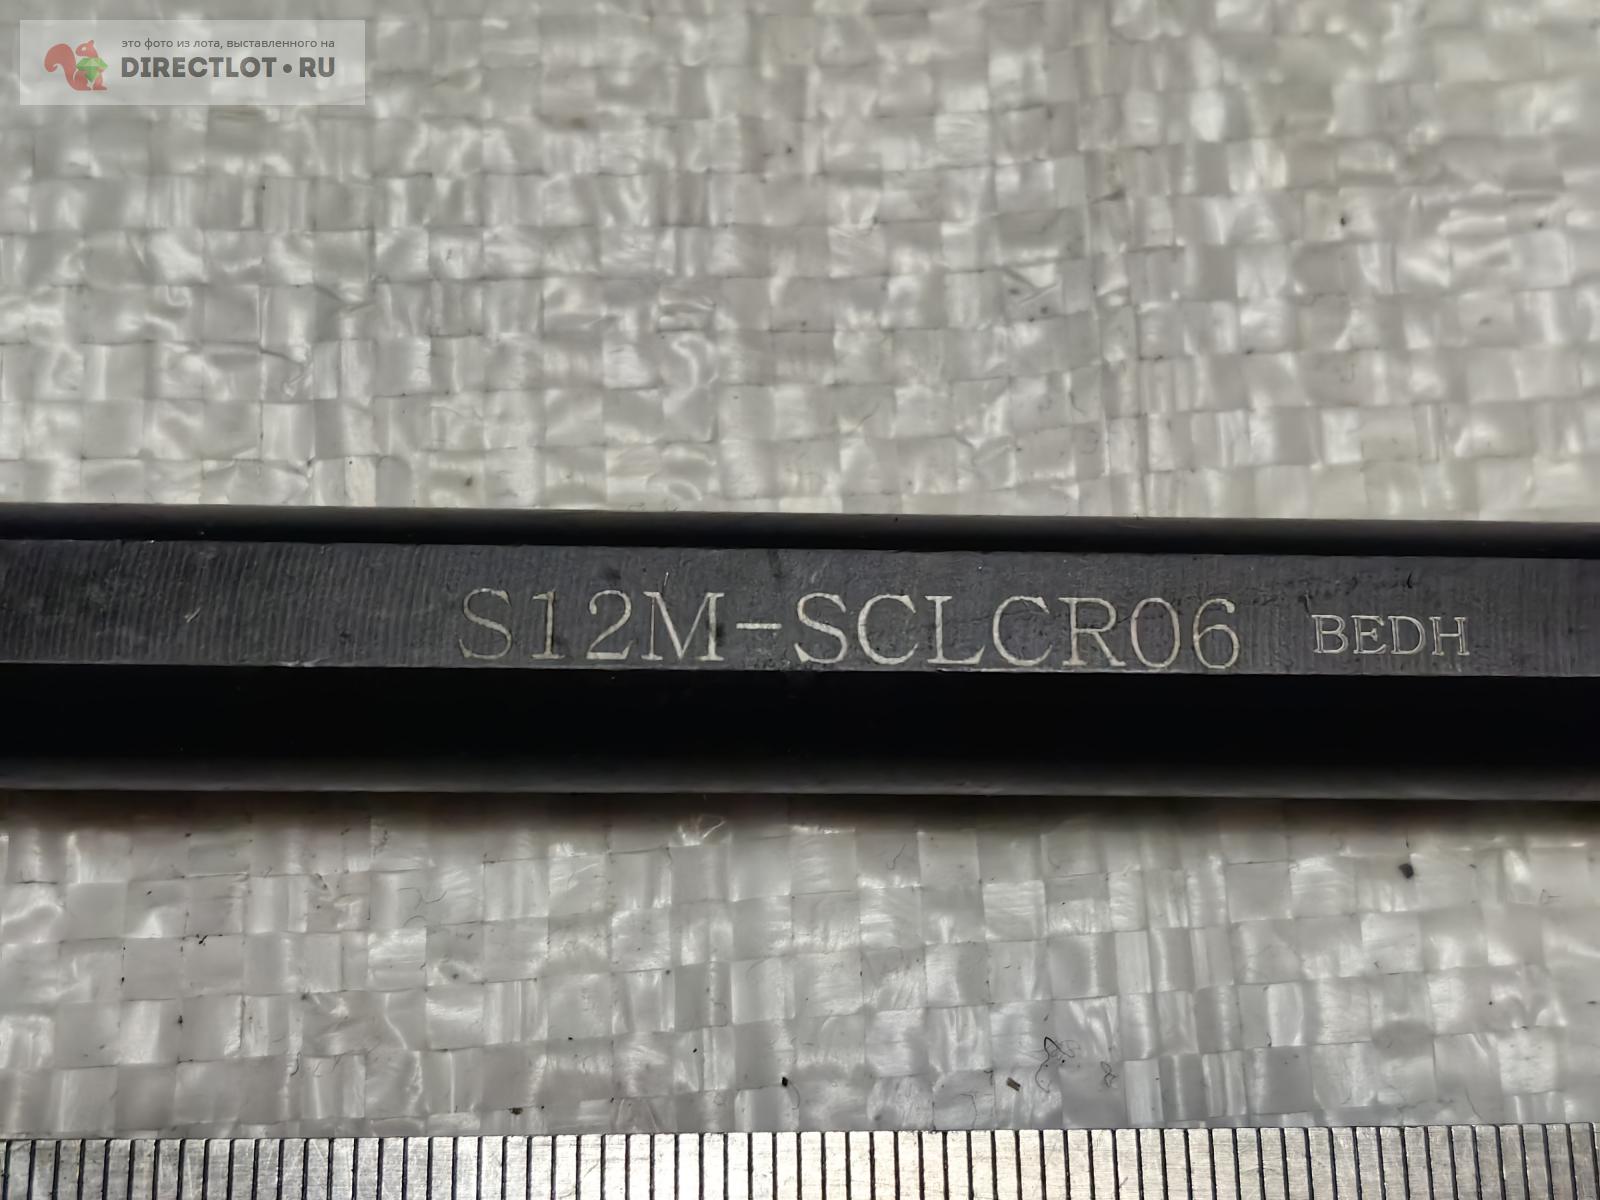 это фото из лота, выставленного на
DIRECTLOT•RU
S12M-SCLCR06 BEDH